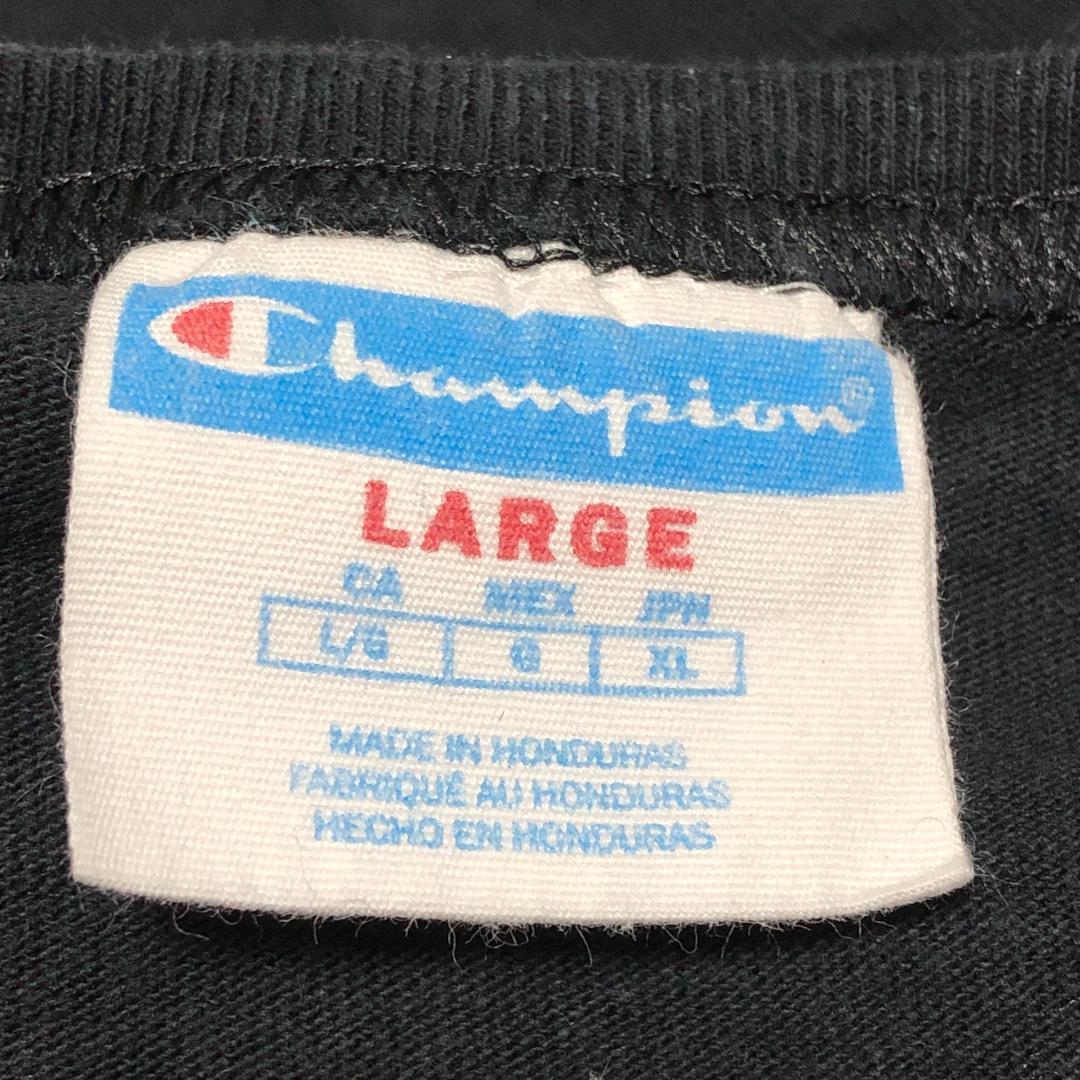 Champion®
LARGE
CA MEX JPN
L/G G XL
MADE IN HONDURAS
FABRIQUÉ AU HONDURAS
HECHO EN HONDURAS